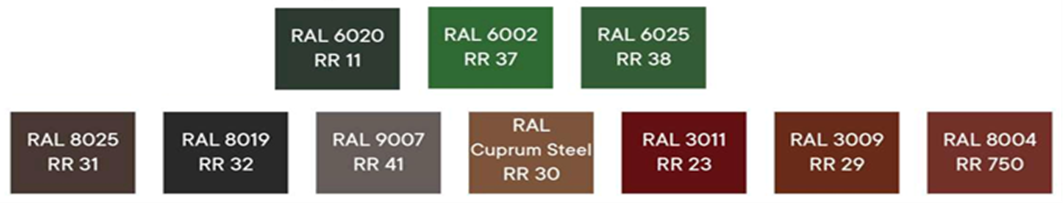 RAL 6020
RR 11
RAL 6002
RR 37
RAL 6025
RR 38
RAL 8025
RR 31
RAL 8019
RR 32
RAL 9007
RR 41
RAL
Cuprum Steel
RR 30
RAL 3011
RR 23
RAL 3009
RR 29
RAL 8004
RR 750